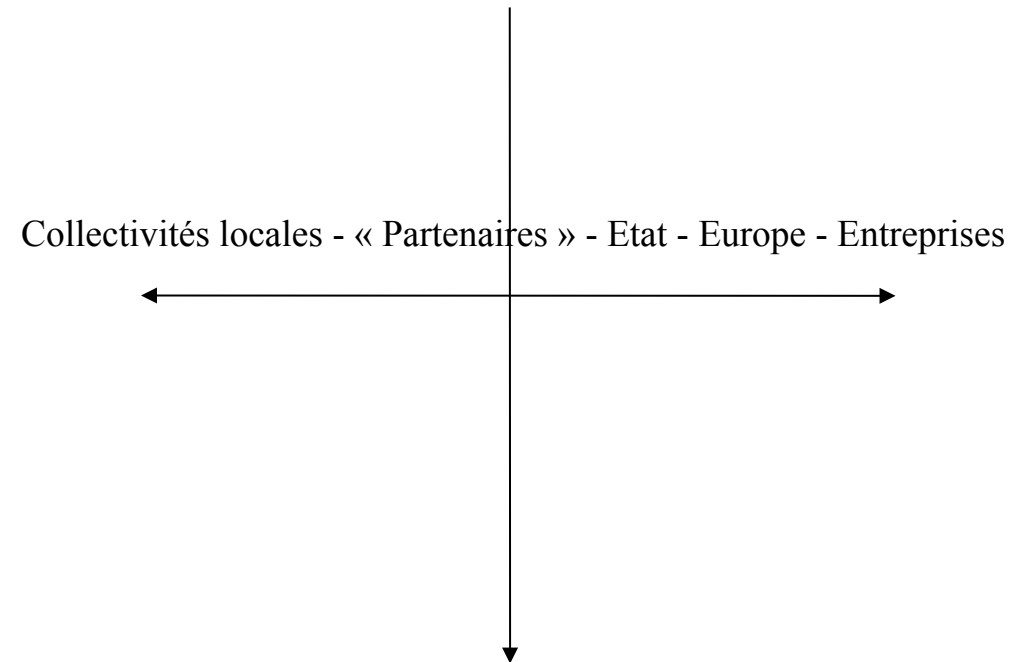 Collectivités locales - « Partenaires » - Etat - Europe - Entreprises